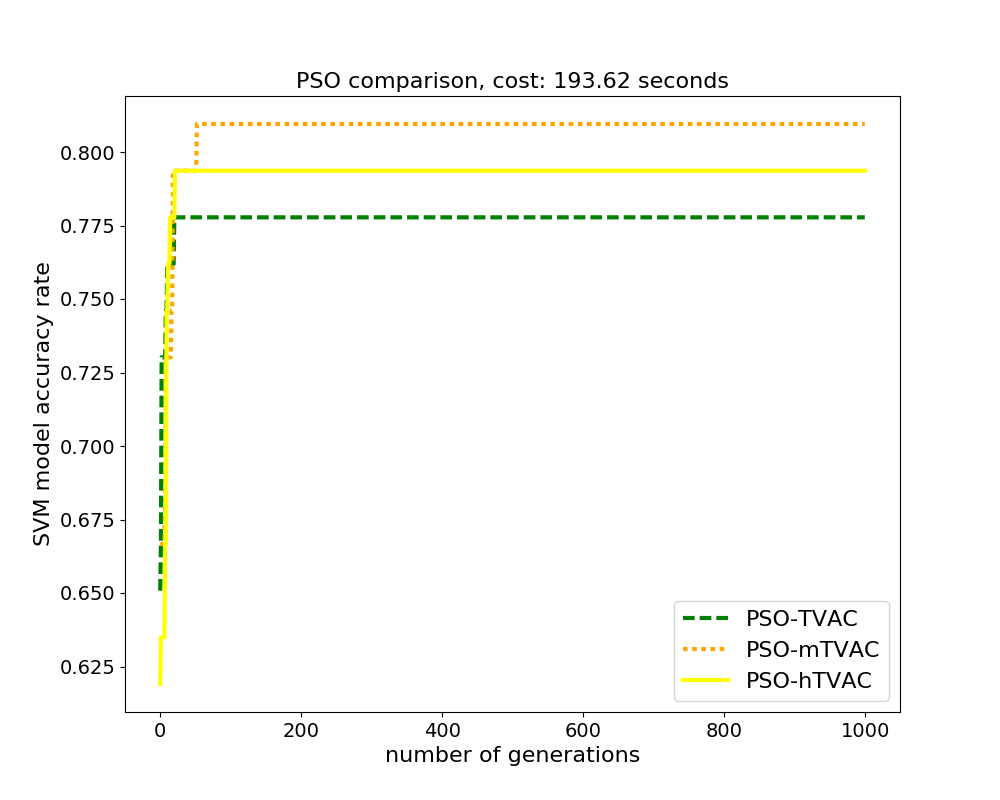 PSO comparison, cost: 193.62 seconds
SVM model accuracy rate
0.800
0.775
0.750
0.725
0.700
0.675
0.650
0.625
0 200 400 600 800 1000
number of generations
PSO-TVAC
PSO-mTVAC
PSO-hTVAC